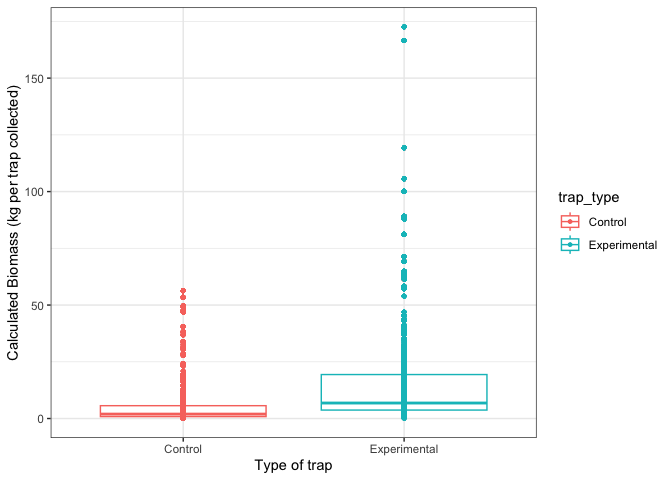 Calculated Biomass (kg per trap collected)
150
100
50
0
Control
Experimental
Type of trap
trap_type
Control
Experimental